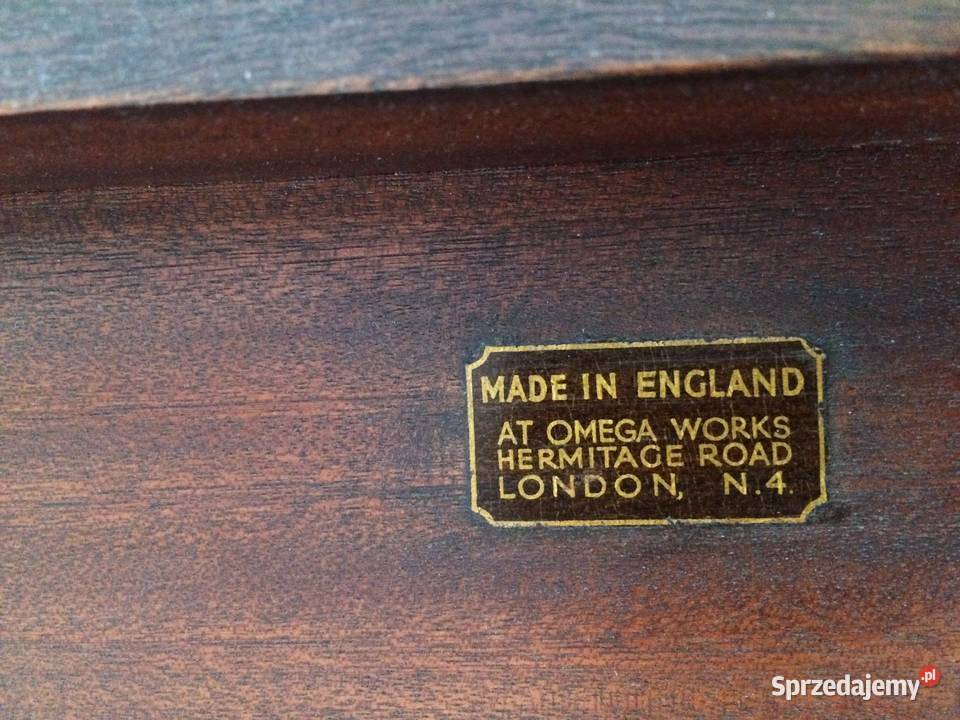 MADE IN ENGLAND
AT OMEGA WORKS
HERMITAGE ROAD
LONDON, N.4.
Sprzedajemy.pl